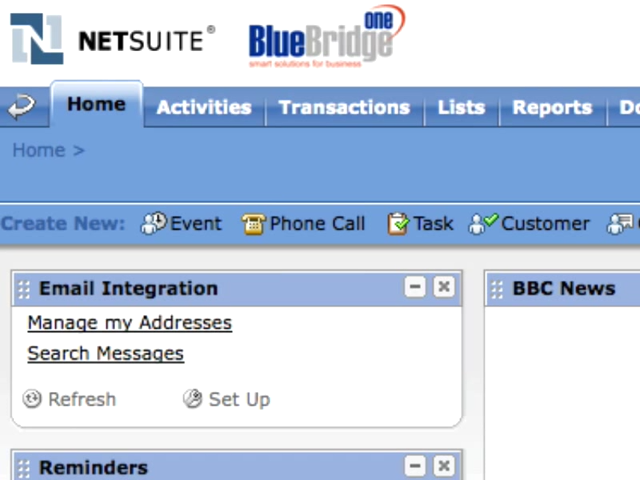 NETSUITE®
BlueBridge one
smart solutions for business
Home Activities Transactions Lists Reports Do
Home >
Create New: Event Phone Call Task Customer
Email Integration
Manage my Addresses
Search Messages
Refresh Set Up
BBC News
Reminders